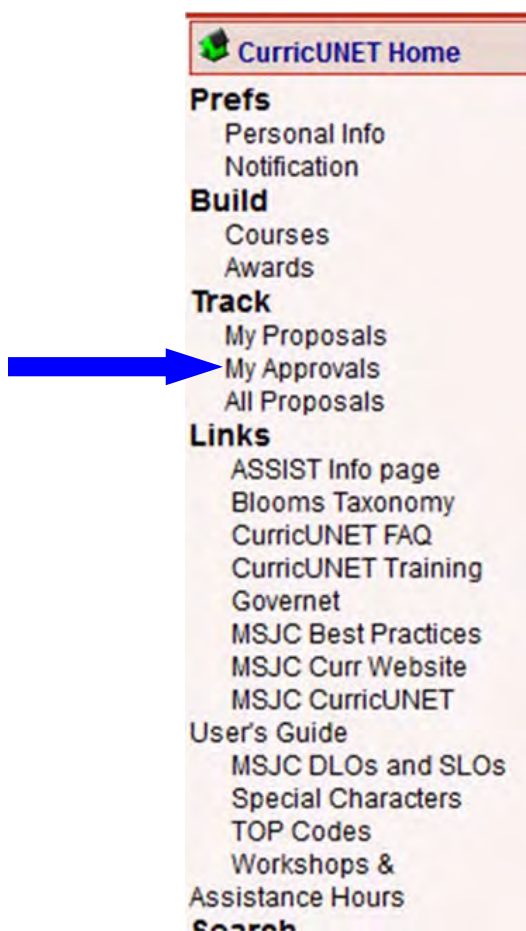 CurricUNET Home
Prefs
Personal Info
Notification
Build
Courses
Awards
Track
My Proposals
My Approvals
All Proposals
Links
ASSIST Info page
Blooms Taxonomy
CurricUNET FAQ
CurricUNET Training
Governet
MSJC Best Practices
MSJC Curr Website
MSJC CurricUNET
User's Guide
MSJC DLOs and SLOs
Special Characters
TOP Codes
Workshops &
Assistance Hours
Search